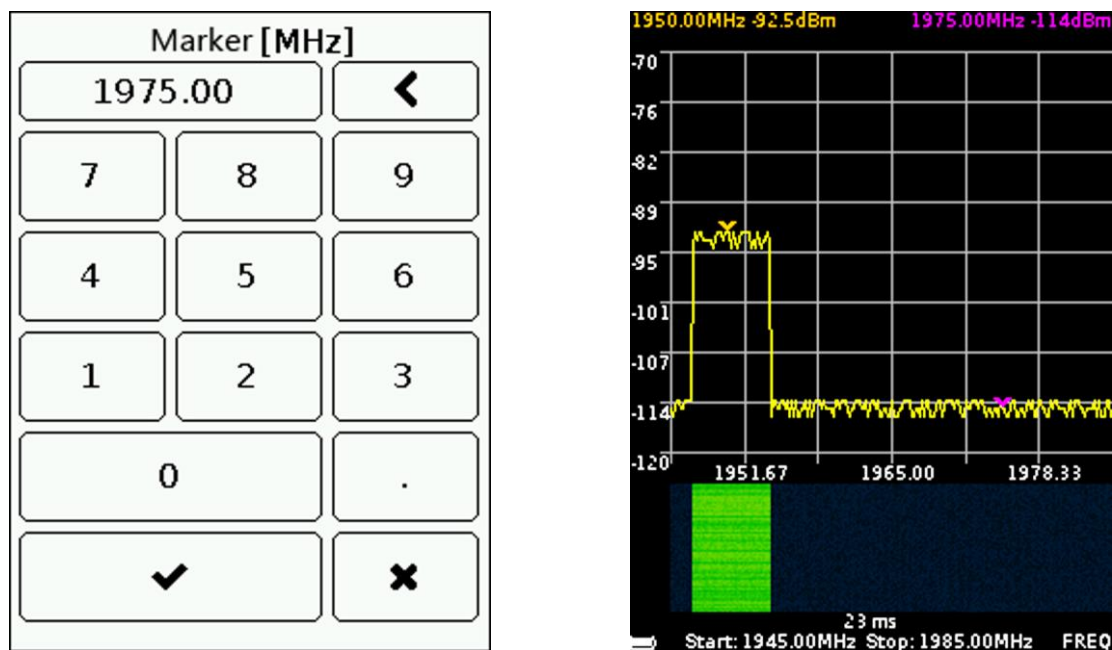 Marker [MHz]
1975.00
7 8 9
4 5 6
1 2 3
0 .
1950.00MHz -92.5dBm 1975.00MHz -114dBm
-70
-76
-82
-89
-95
-101
-107
-114
-120
1951.67 1965.00 1978.33
23 ms
Start: 1945.00MHz Stop: 1985.00MHz FREQ